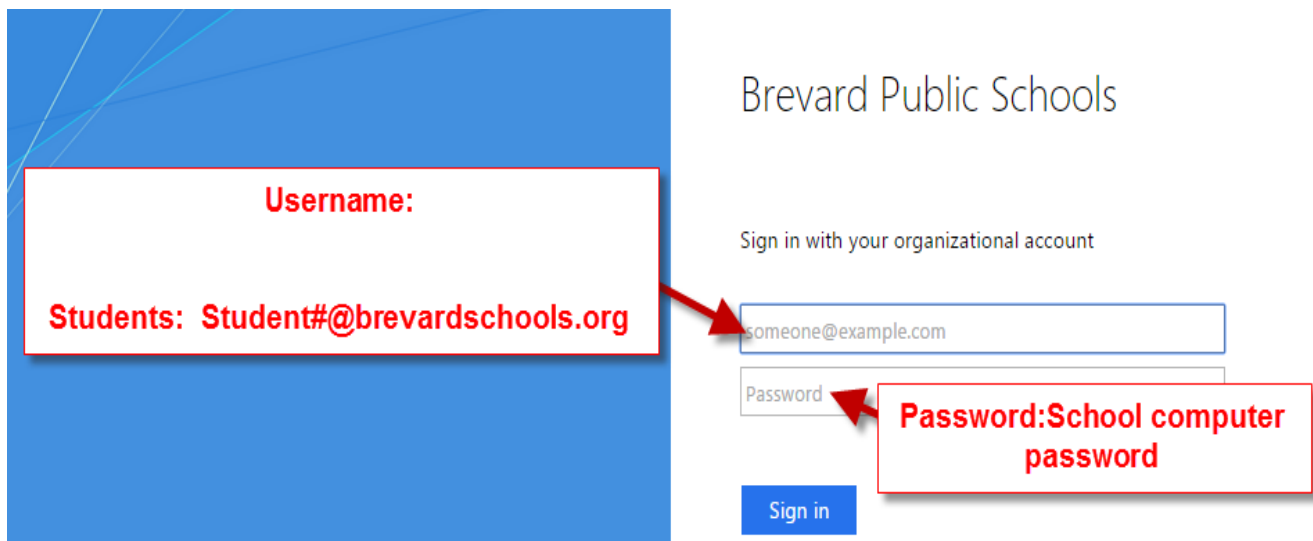 Brevard Public Schools
Username:
Students: Student#@brevardschools.org
Sign in with your organizational account
someone@example.com
Password
Password:School computer
password
Sign in